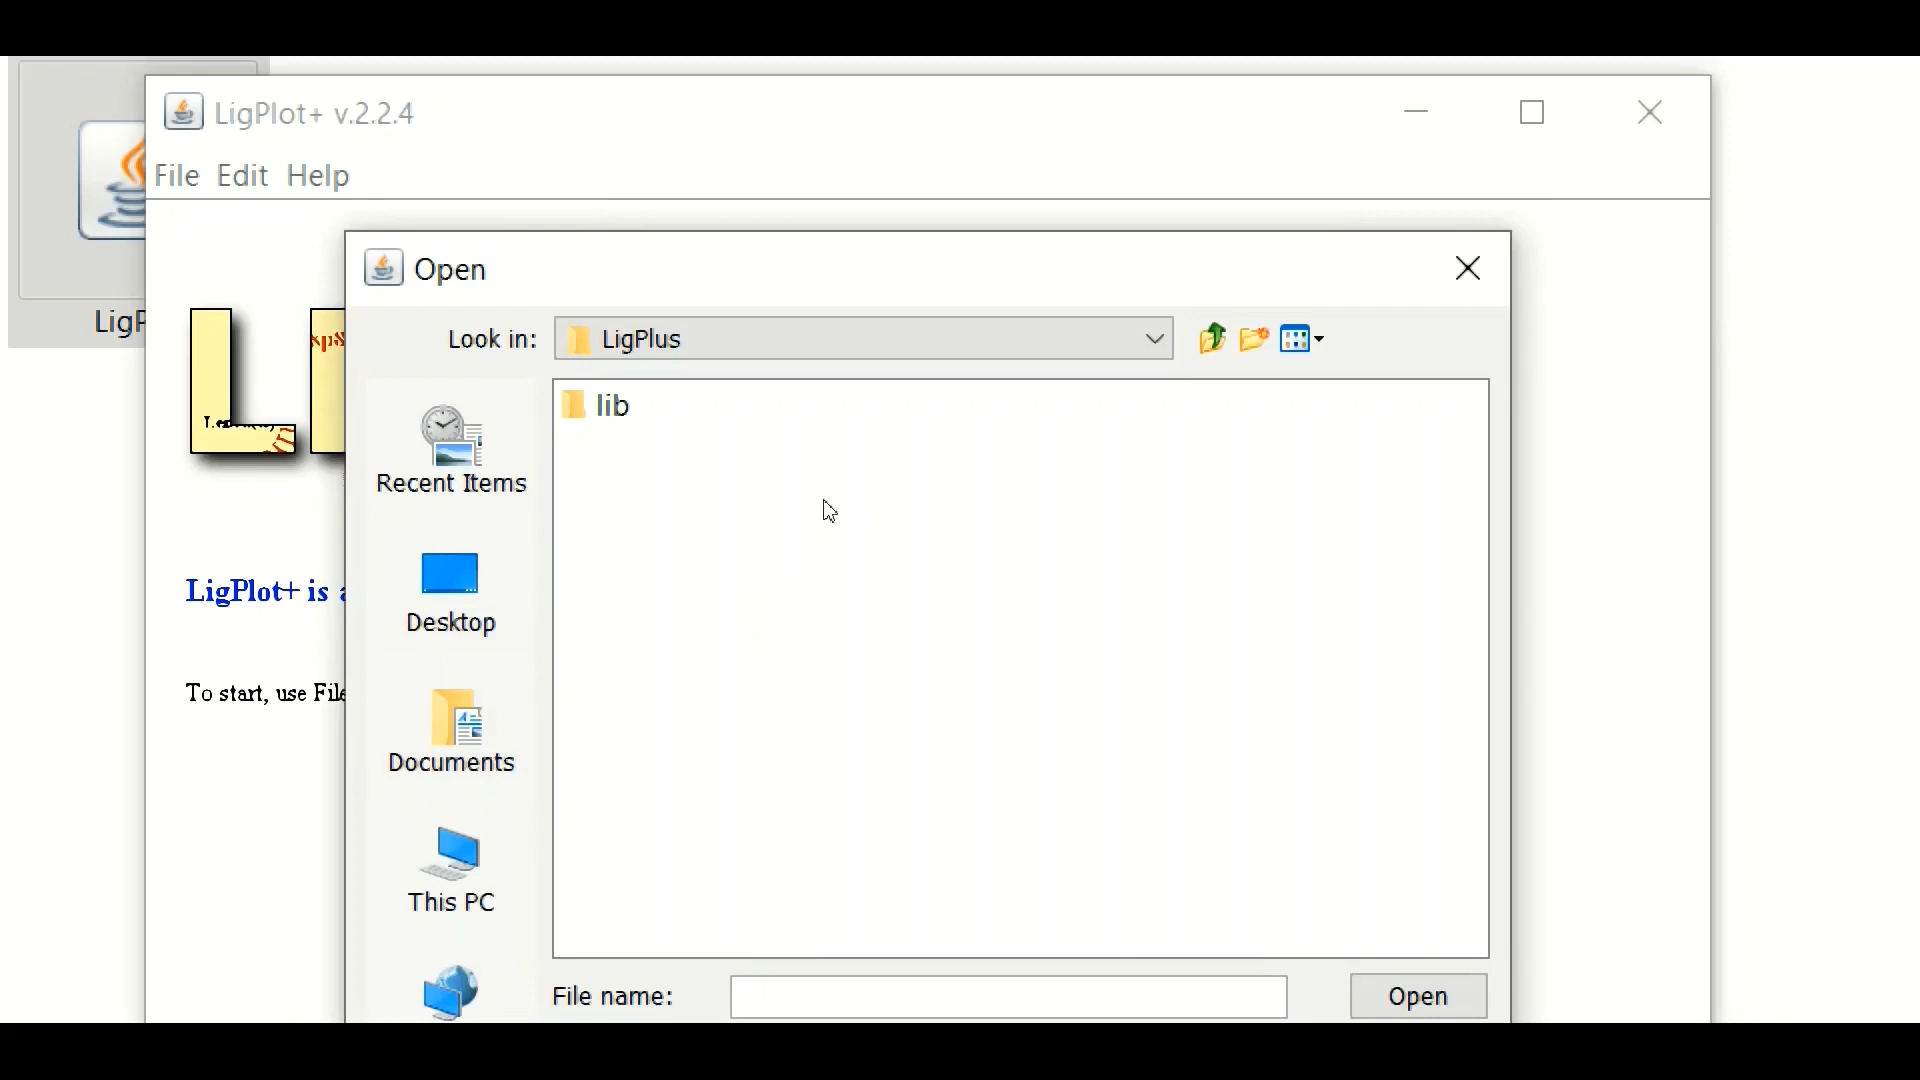 LigPlot+ v.2.2.4
File Edit Help
Open
LigP
Look in: LigPlus
lib
Recent Items
LigPlot+ is a
Desktop
To start, use File
Documents
This PC
File name:
Open